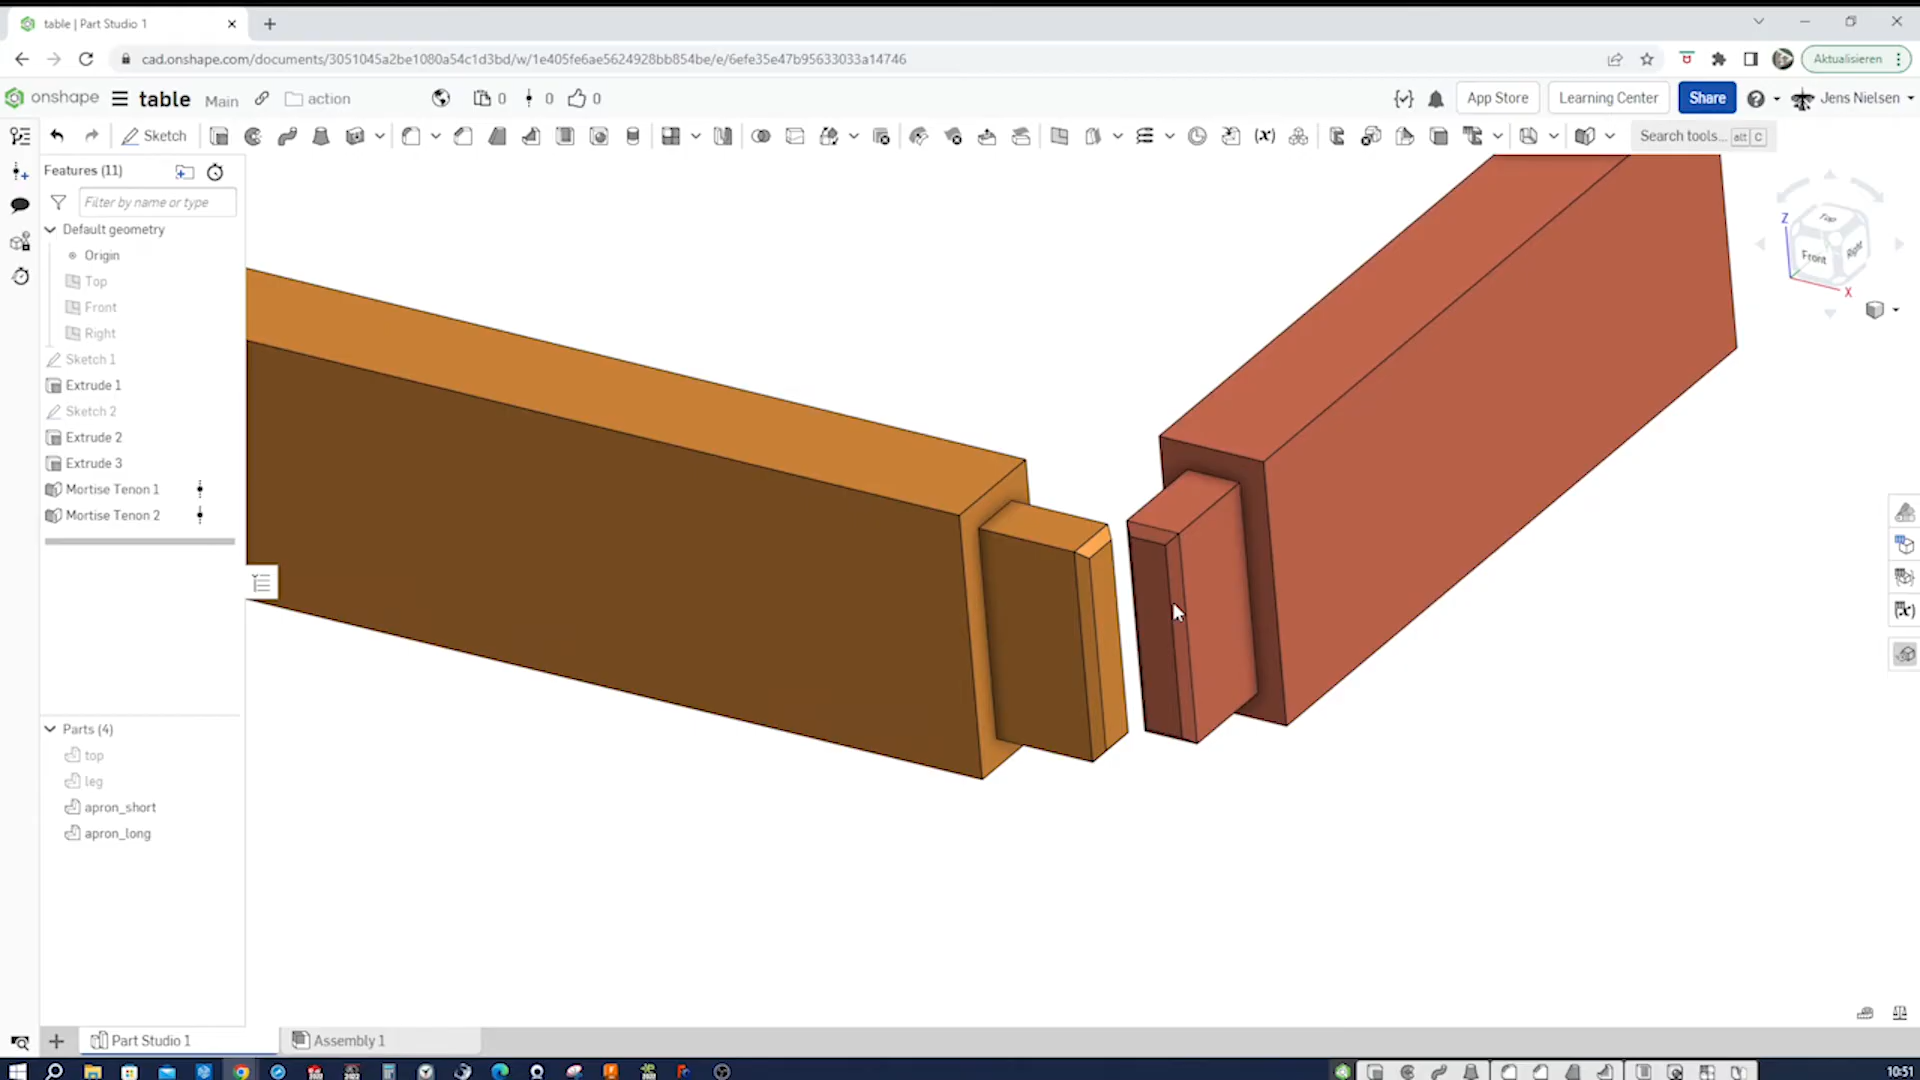 table | Part Studio 1
cad.onshape.com/documents/3051045a2be1080a54c1d3bd/w/1e405fe6ae5624928bb854be/e/6efe35e47b95633033a14746
Aktualisieren
onshape
table Main action 0 0 0
App Store Learning Center Share Jens Nielsen
Sketch
Search tools... alt C
Features (11)
Filter by name or type
Default geometry
Origin
Top
Front
Right
Sketch 1
Extrude 1
Sketch 2
Extrude 2
Extrude 3
Mortise Tenon 1
Mortise Tenon 2
Parts (4)
top
leg
apron_short
apron_long
Top
Z
Front
Right
X
Part Studio 1
Assembly 1
10:51